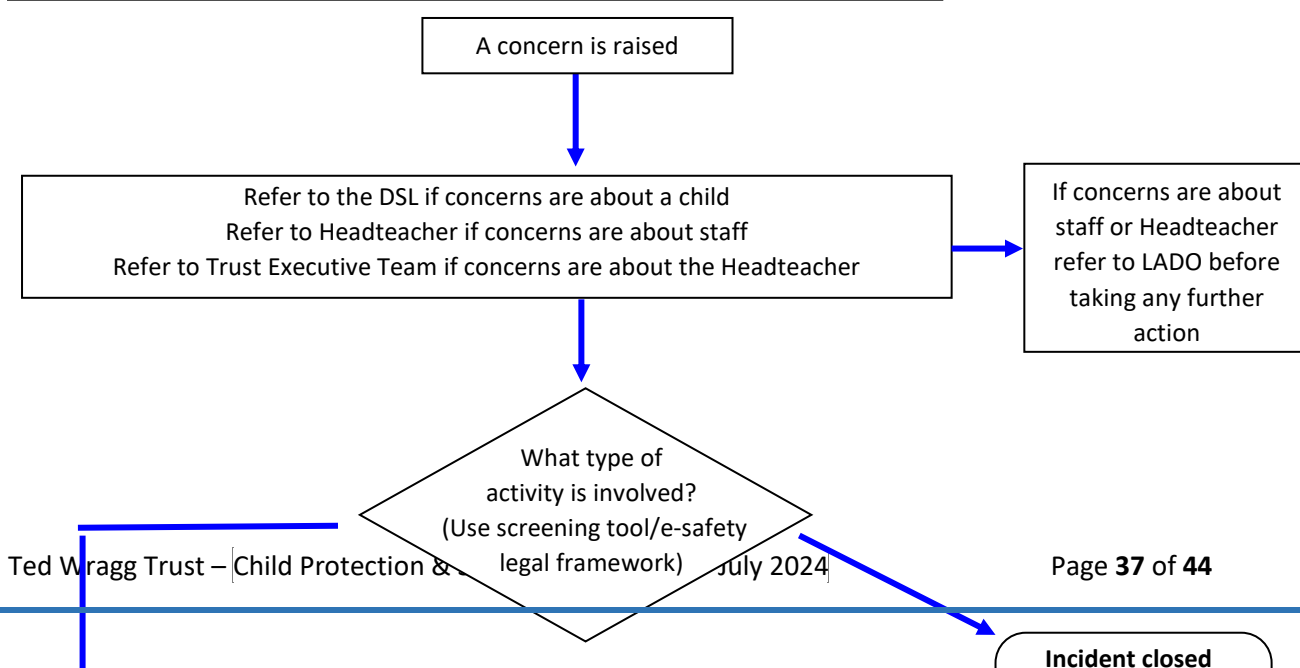 A concern is raised
Refer to the DSL if concerns are about a child
Refer to Headteacher if concerns are about staff
Refer to Trust Executive Team if concerns are about the Headteacher
If concerns are about
staff or Headteacher
refer to LADO before
taking any further
action
What type of
activity is involved?
(Use screening tool/e-safety
legal framework)
Ted Wragg Trust – Child Protection & July 2024
Page 37 of 44
Incident closed